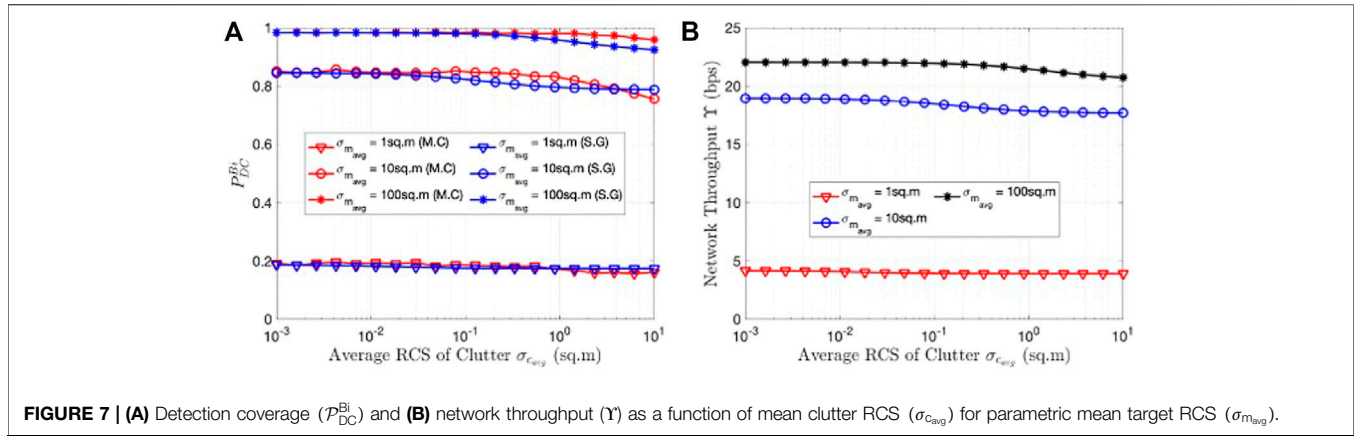 A
1
0.8
0.6
0.4
0.2
0
P_DC^Bi
σ_m_avg = 1sq.m (M.C)
σ_m_avg = 10sq.m (M.C)
σ_m_avg = 100sq.m (M.C)
σ_m_avg = 1sq.m (S.G)
σ_m_avg = 10sq.m (S.G)
σ_m_avg = 100sq.m (S.G)
10^-3 10^-2 10^-1 10^0 10^1
Average RCS of Clutter σ_c_avg (sq.m)
B
25
20
15
10
5
0
Network Throughput Υ (bps)
σ_m_avg = 1sq.m
σ_m_avg = 10sq.m
σ_m_avg = 100sq.m
10^-3 10^-2 10^-1 10^0 10^1
Average RCS of Clutter σ_c_avg (sq.m)
FIGURE 7 | (A) Detection coverage (P_DC^Bi) and (B) network throughput (Υ) as a function of mean clutter RCS (σ_c_avg) for parametric mean target RCS (σ_m_avg).